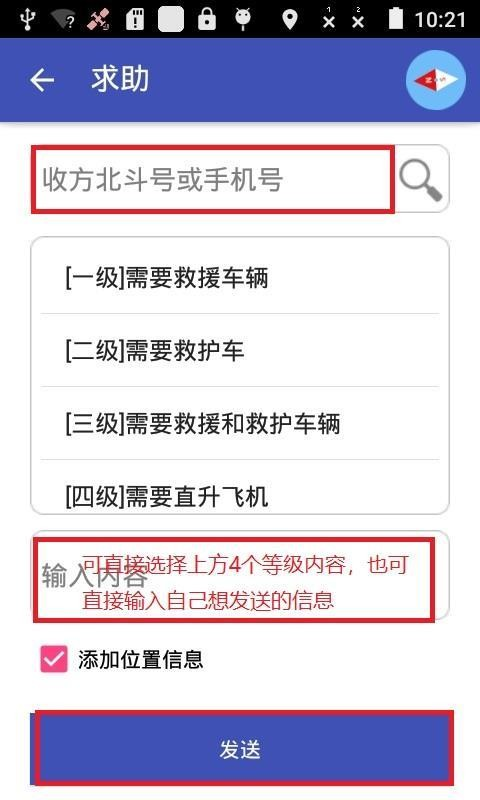 10:21
求助
收方北斗号或手机号
[一级]需要救援车辆
[二级]需要救护车
[三级]需要救援和救护车辆
[四级]需要直升飞机
输入内容
可直接选择上方4个等级内容，也可
直接输入自己想发送的信息
添加位置信息
发送